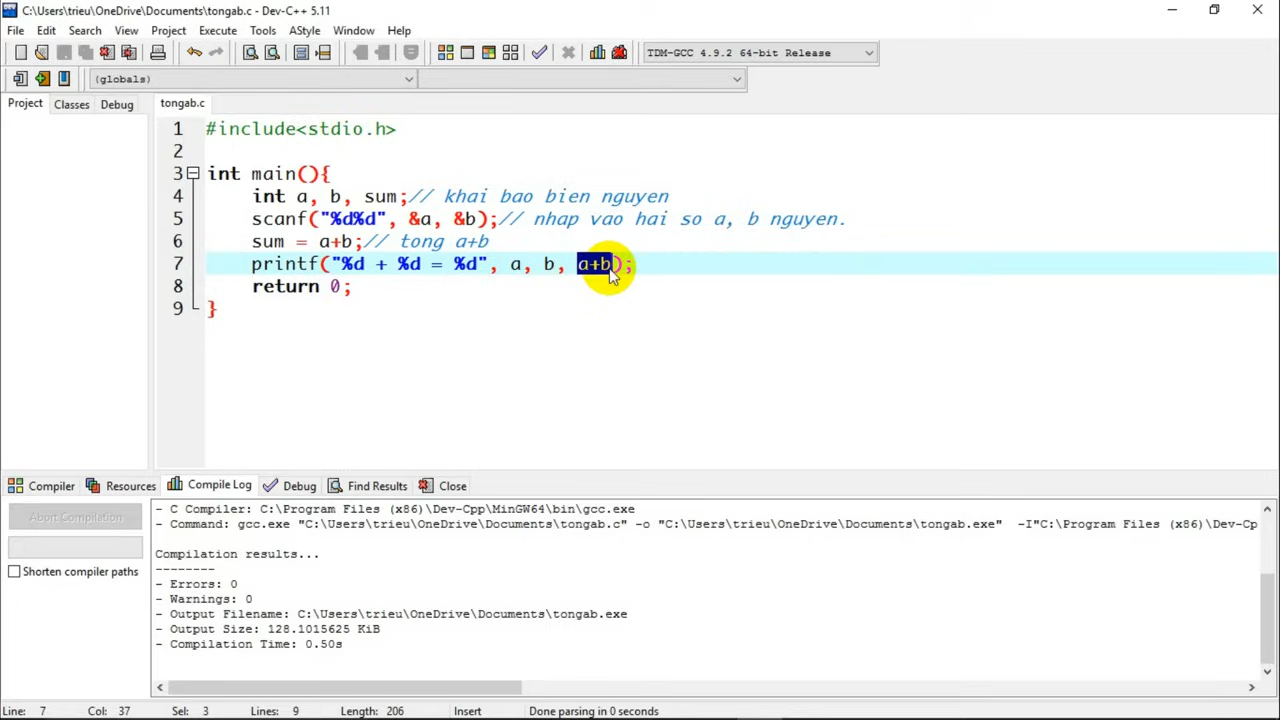 C:\Users\trieu\OneDrive\Documents\tongab.c - Dev-C++ 5.11
File Edit Search View Project Execute Tools AStyle Window Help
TDM-GCC 4.9.2 64-bit Release
(globals)
Project Classes Debug tongab.c
1 #include<stdio.h>
2
3 int main(){
4 int a, b, sum;// khai bao bien nguyen
5 scanf("%d%d", &a, &b);// nhap vao hai so a, b nguyen.
6 sum = a+b;// tong a+b
7 printf("%d + %d = %d", a, b, a+b);
8 return 0;
9 }
Compiler Resources Compile Log Debug Find Results Close
Abort Compilation
Shorten compiler paths
- C Compiler: C:\Program Files (x86)\Dev-Cpp\MinGW64\bin\gcc.exe
- Command: gcc.exe "C:\Users\trieu\OneDrive\Documents\tongab.c" -o "C:\Users\trieu\OneDrive\Documents\tongab.exe" -I"C:\Program Files (x86)\Dev-Cp
Compilation results...
--------
- Errors: 0
- Warnings: 0
- Output Filename: C:\Users\trieu\OneDrive\Documents\tongab.exe
- Output Size: 128.1015625 KiB
- Compilation Time: 0.50s
Line: 7 Col: 37 Sel: 3 Lines: 9 Length: 206 Insert Done parsing in 0 seconds